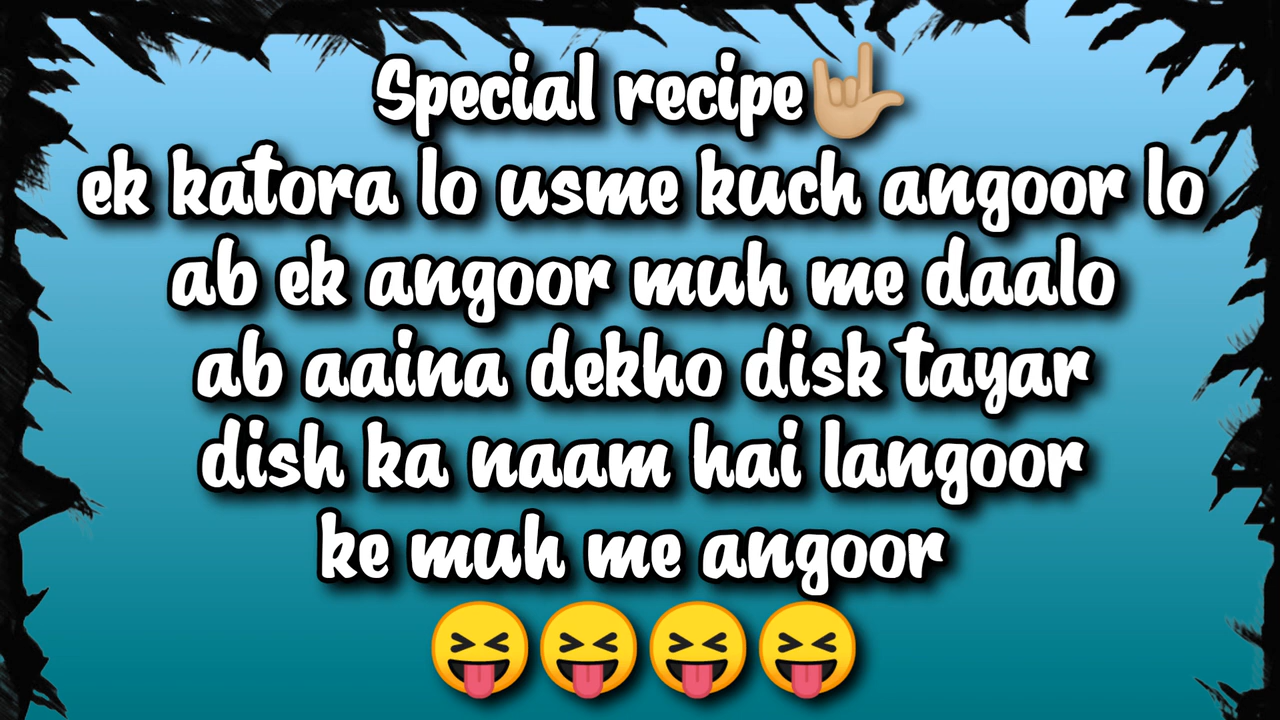 Special recipe🤟🏼
ek katora lo usme kuch angoor lo
ab ek angoor muh me daalo
ab aaina dekho disk tayar
dish ka naam hai langoor
ke muh me angoor
😝😝😝😝